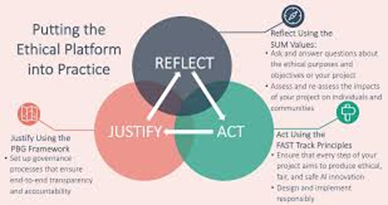 Putting the
Ethical Platform
into Practice
REFLECT
JUSTIFY
ACT
Reflect Using the
SUM Values:
• Ask and answer questions about
the ethical purposes and
objectives or your project
• Assess and re-assess the impacts
of your project on individuals and
communities
Justify Using the
PBG Framework
• Set up governance
processes that ensure
end-to-end transparency
and accountability
Act Using the
FAST Track Principles
• Ensure that every step of your
project aims to produce ethical,
fair, and safe AI innovation
• Design and implement
responsibly